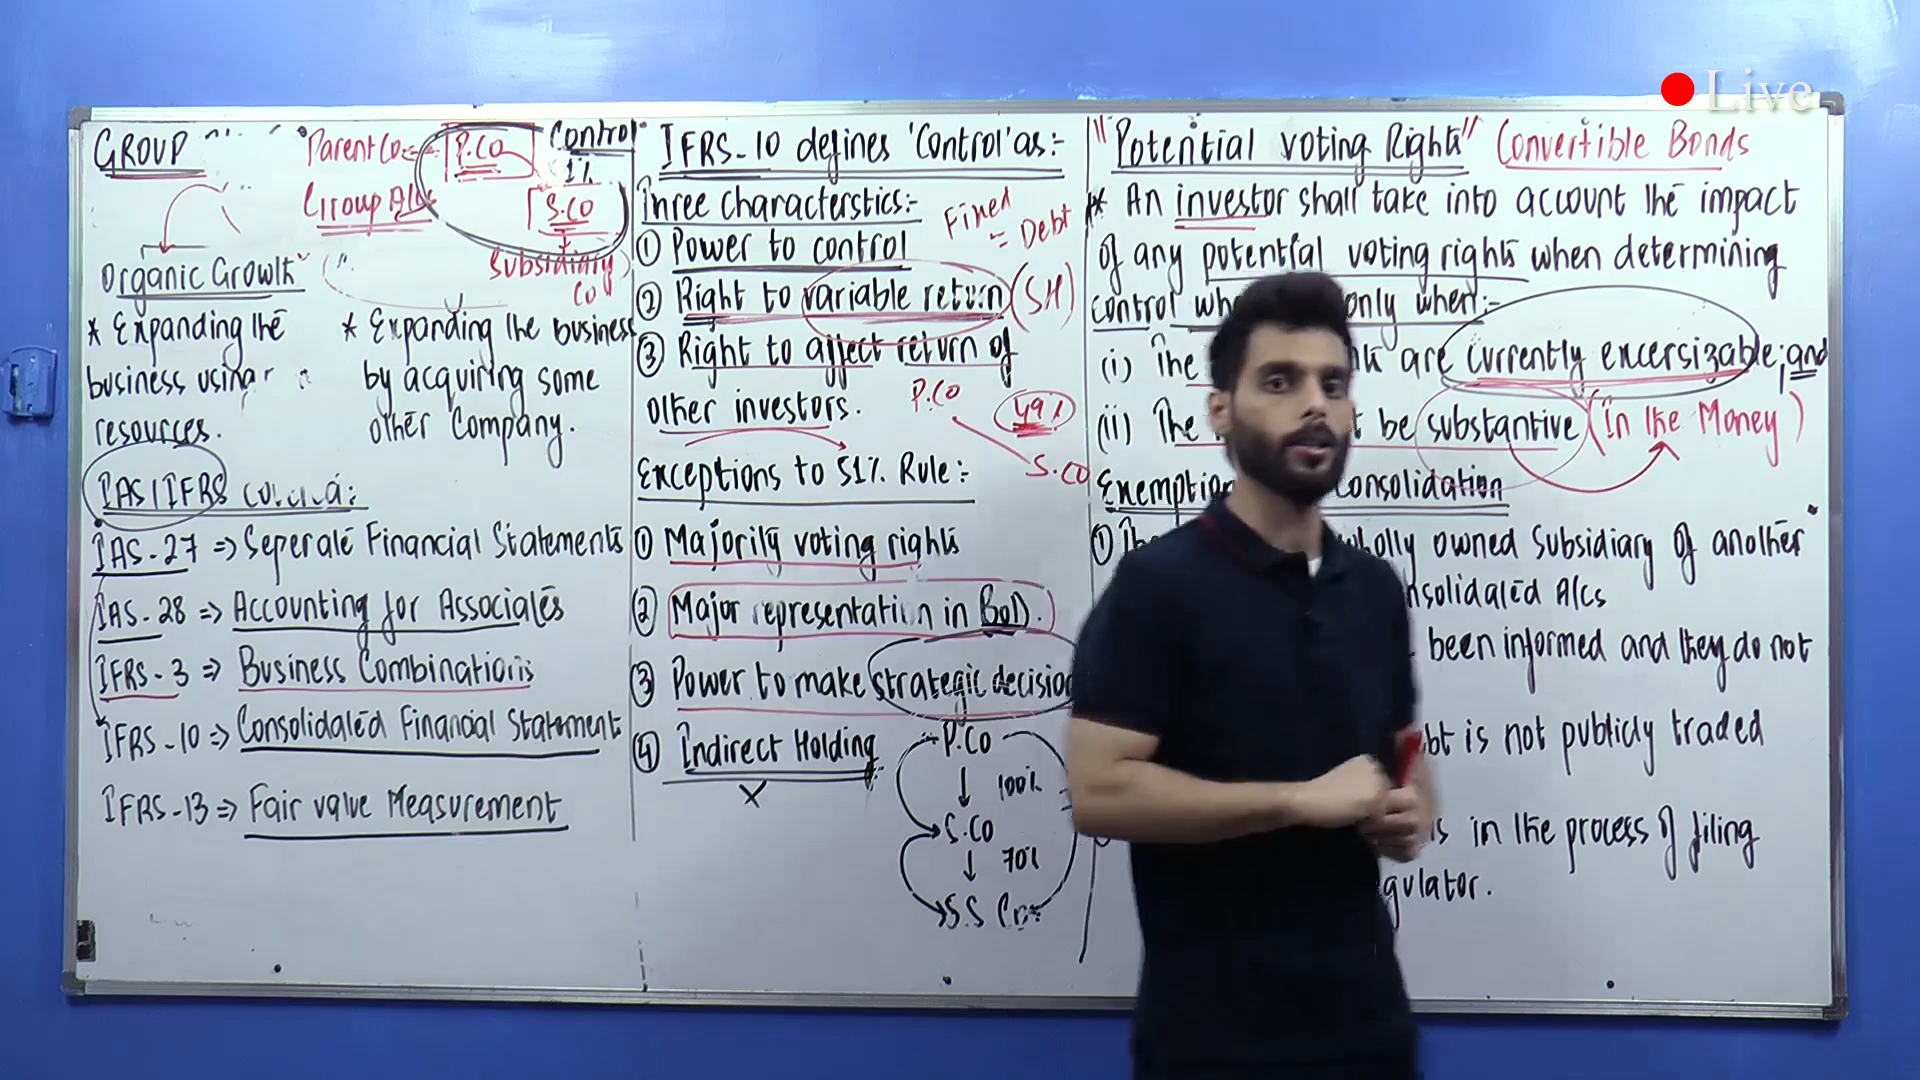 Live
GROUP
"Parent Co
P.CO
Control"
51%
Group A/cs
S.CO
Subsidiary
Co
Organic Growth
* Expanding the
business using
resources.
* Expanding the business
by acquiring some
other Company.
IAS/IFRS
IAS-27 => Seperate Financial Statements
IAS-28 => Accounting for Associates
IFRS-3 => Business Combinations
IFRS-10 => Consolidated Financial Statement
IFRS-13 => Fair value Measurement
IFRS-10 defines 'Control' as:-
Three Characterstics:-
① Power to control
② Right to variable return (SH)
Fixed
= Debt
③ Right to affect return of
other investors.
P.CO
49%
S.CO
Exceptions to 51% Rule:-
① Majority voting rights
② Major representation in BoD.
③ Power to make strategic decision
④ Indirect Holding
X
P.CO
100%
S.CO
70%
S.S Co
"Potential Voting Rights" Convertible Bonds
* An investor shall take into account the impact
of any potential voting rights when determining
control only when:-
(i) The are currently excersizable; and
(ii) The be substantive (In the Money)
Consolidation
① wholly owned Subsidiary of another
A/Cs
been informed and they do not
is not publicly traded
in the process of filing